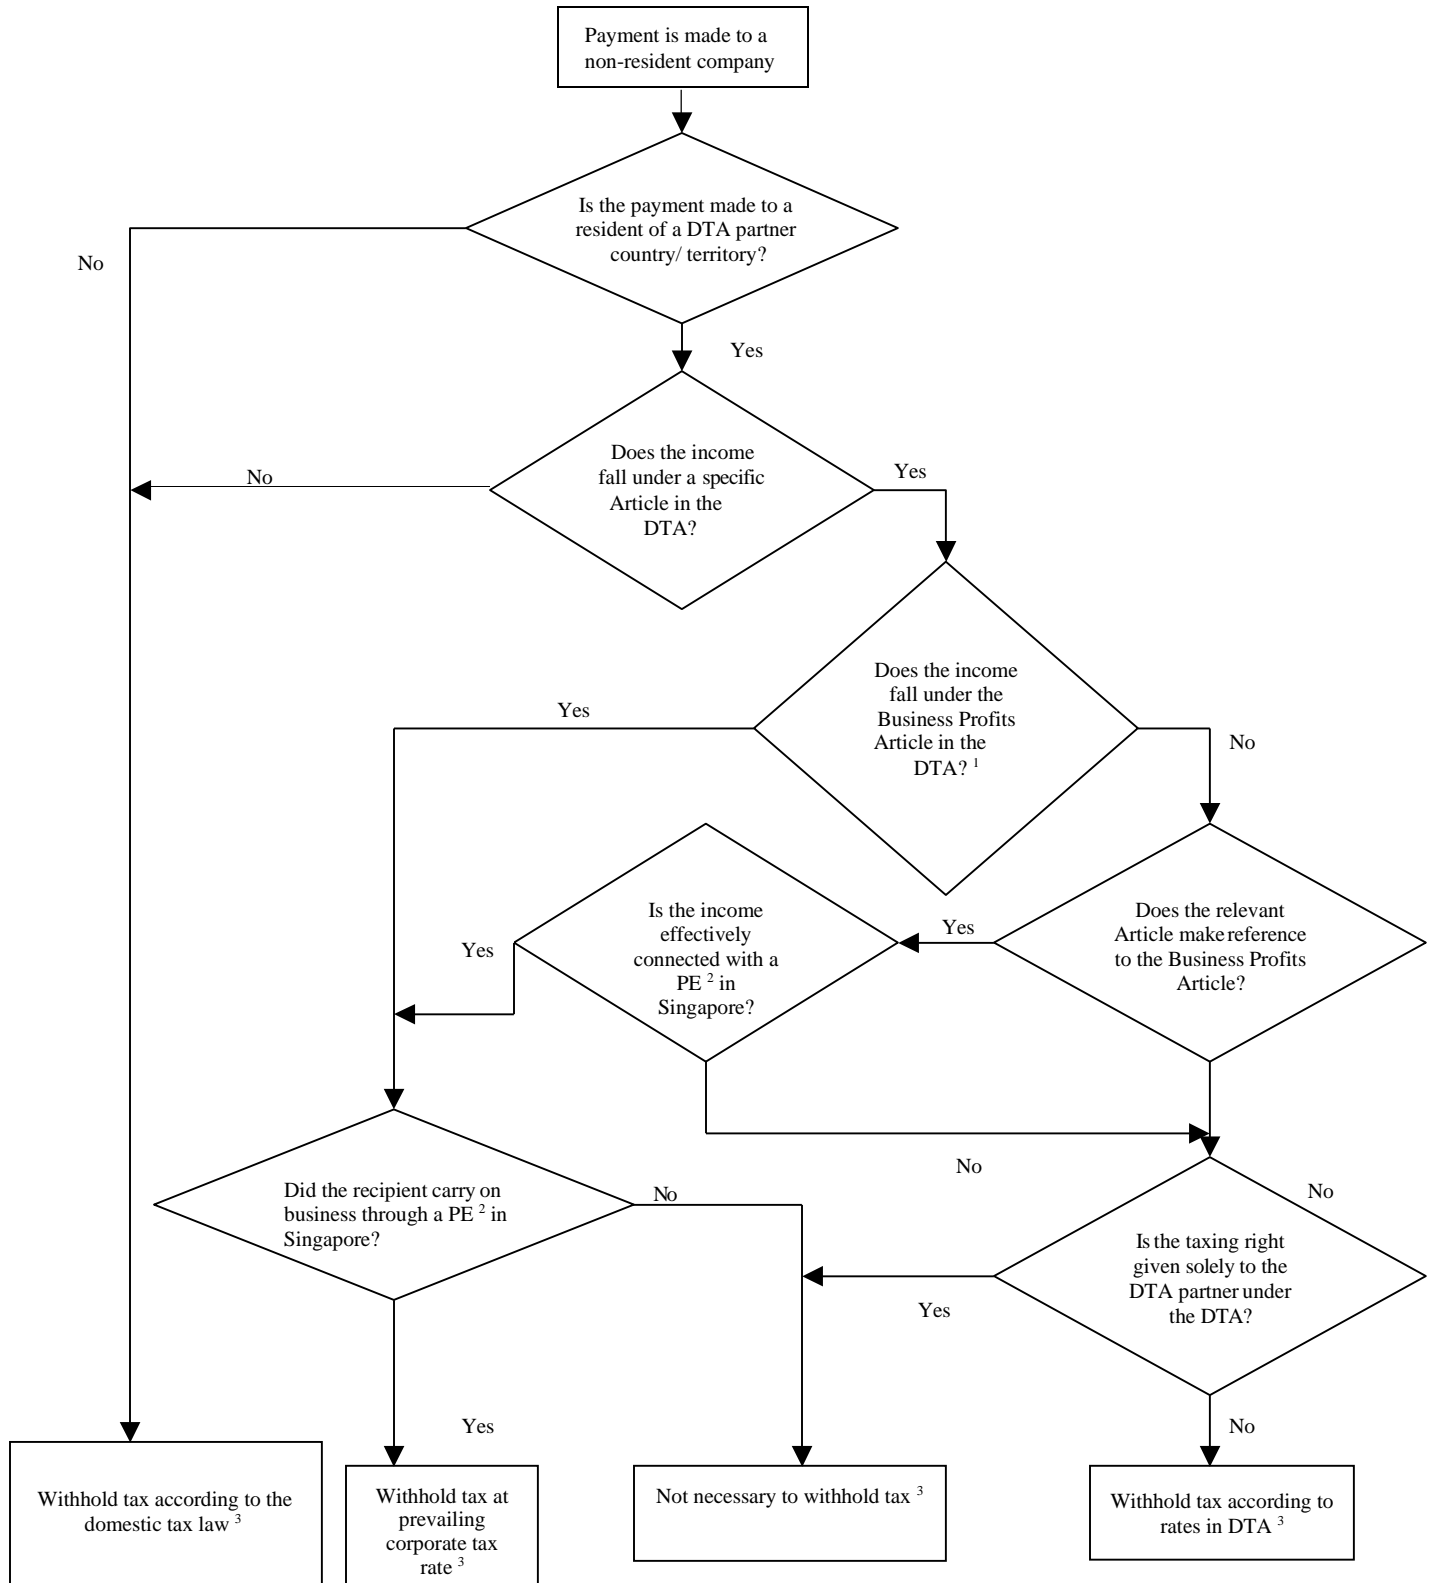 Payment is made to a
non-resident company
Is the payment made to a
resident of a DTA partner
country/ territory?
No
Yes
Does the income
fall under a specific
Article in the
DTA?
No
Yes
Does the income
fall under the
Business Profits
Article in the
DTA? 1
Yes
No
Is the income
effectively
connected with a
PE 2 in
Singapore?
Yes
Yes
Does the relevant
Article make reference
to the Business Profits
Article?
No
No
Did the recipient carry on
business through a PE 2 in
Singapore?
No
Is the taxing right
given solely to the
DTA partner under
the DTA?
Yes
Yes
No
Withhold tax according to the
domestic tax law 3
Withhold tax at
prevailing
corporate tax
rate 3
Not necessary to withhold tax 3
Withhold tax according to
rates in DTA 3